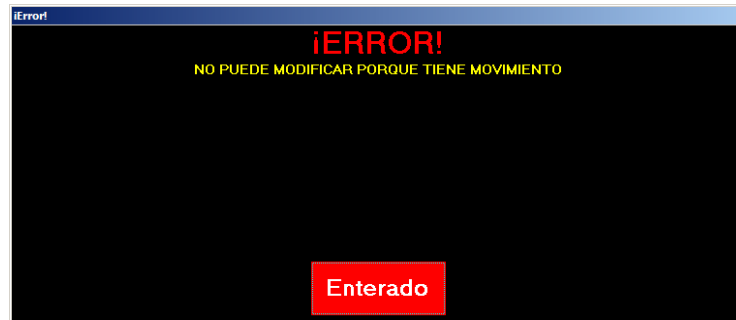 ¡Error!
¡ERROR!
NO PUEDE MODIFICAR PORQUE TIENE MOVIMIENTO
Enterado